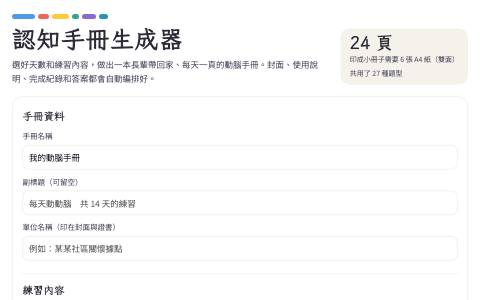 認知手冊生成器
選好天數和練習內容，做出一本長輩帶回家、每天一頁的動腦手冊。封面、使用說
明、完成紀錄和答案都會自動編排好。
24 頁
印成小冊子需要 6 張 A4 紙（雙面）
共用了 27 種題型
手冊資料
手冊名稱
我的動腦手冊
副標題（可留空）
每天動動腦　共 14 天的練習
單位名稱（印在封面與證書）
例如：某某社區關懷據點
練習內容